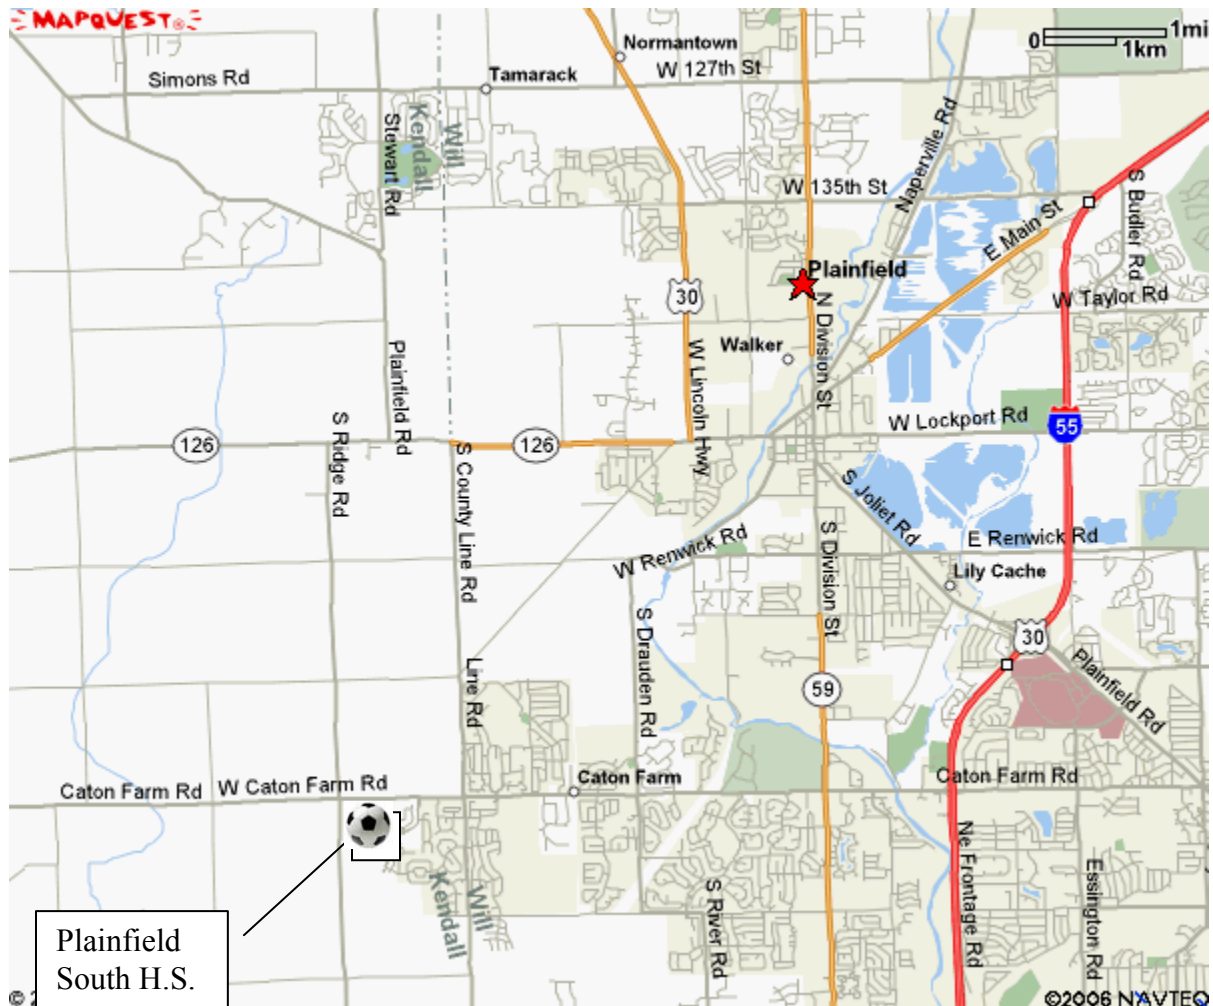 MAPQUEST®
0 1mi
1km
Normantown
W 127th St
Tamarack
Simons Rd
Stewart Rd
Kendall
Will
Naperville Rd
W 135th St
S Budler Rd
E Main St
Plainfield
W Taylor Rd
30
N Division St
Walker
W Lincoln Hwy
Plainfield Rd
S Ridge Rd
W Lockport Rd
55
126
126
S County Line Rd
S Joliet Rd
E Renwick Rd
W Renwick Rd
S Division St
Lily Cache
S Drauden Rd
30
Line Rd
Plainfield Rd
59
Caton Farm
Caton Farm Rd
Caton Farm Rd
W Caton Farm Rd
Ne Frontage Rd
Essington Rd
S River Rd
Kendall
Will
Plainfield
South H.S.
© 2
©2006 NAVTEQ